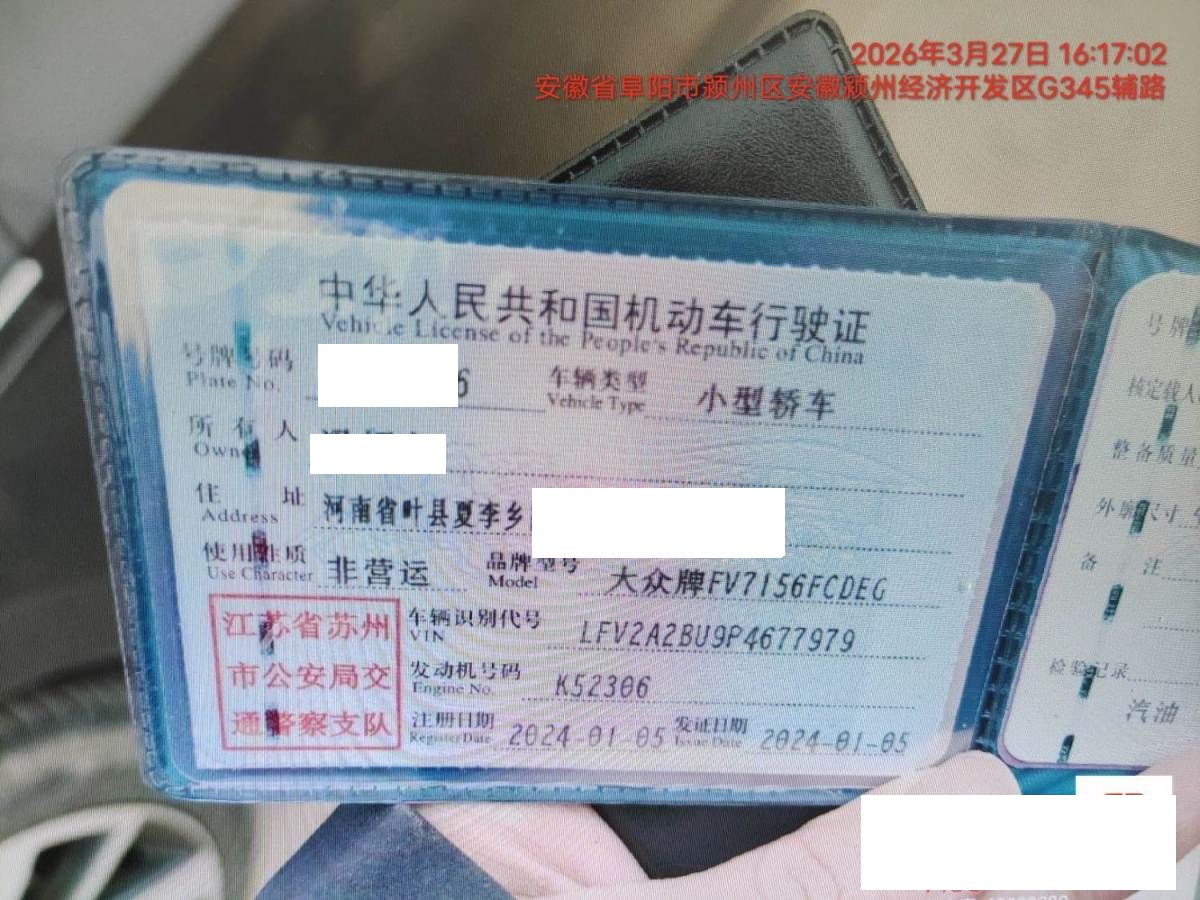 2026年3月27日 16:17:02
安徽省阜阳市颍州区安徽颍州经济开发区G345辅路
中华人民共和国机动车行驶证
Vehicle License of the People's Republic of China
号牌号码 6 车辆类型 小型轿车
Plate No. Vehicle Type
所有人
Owner
住址 河南省叶县夏李乡
Address
使用性质 非营运 品牌型号 大众牌FV7156FCDEG
Use Character Model
江苏省苏州
市公安局交
通警察支队
车辆识别代号 LFV2A2BU9P4677979
VIN
发动机号码 K52306
Engine No.
注册日期 2024-01-05 发证日期 2024-01-05
Register Date Issue Date
号牌
核定载人
整备质量
外廓尺寸
备注
检验记录
汽油